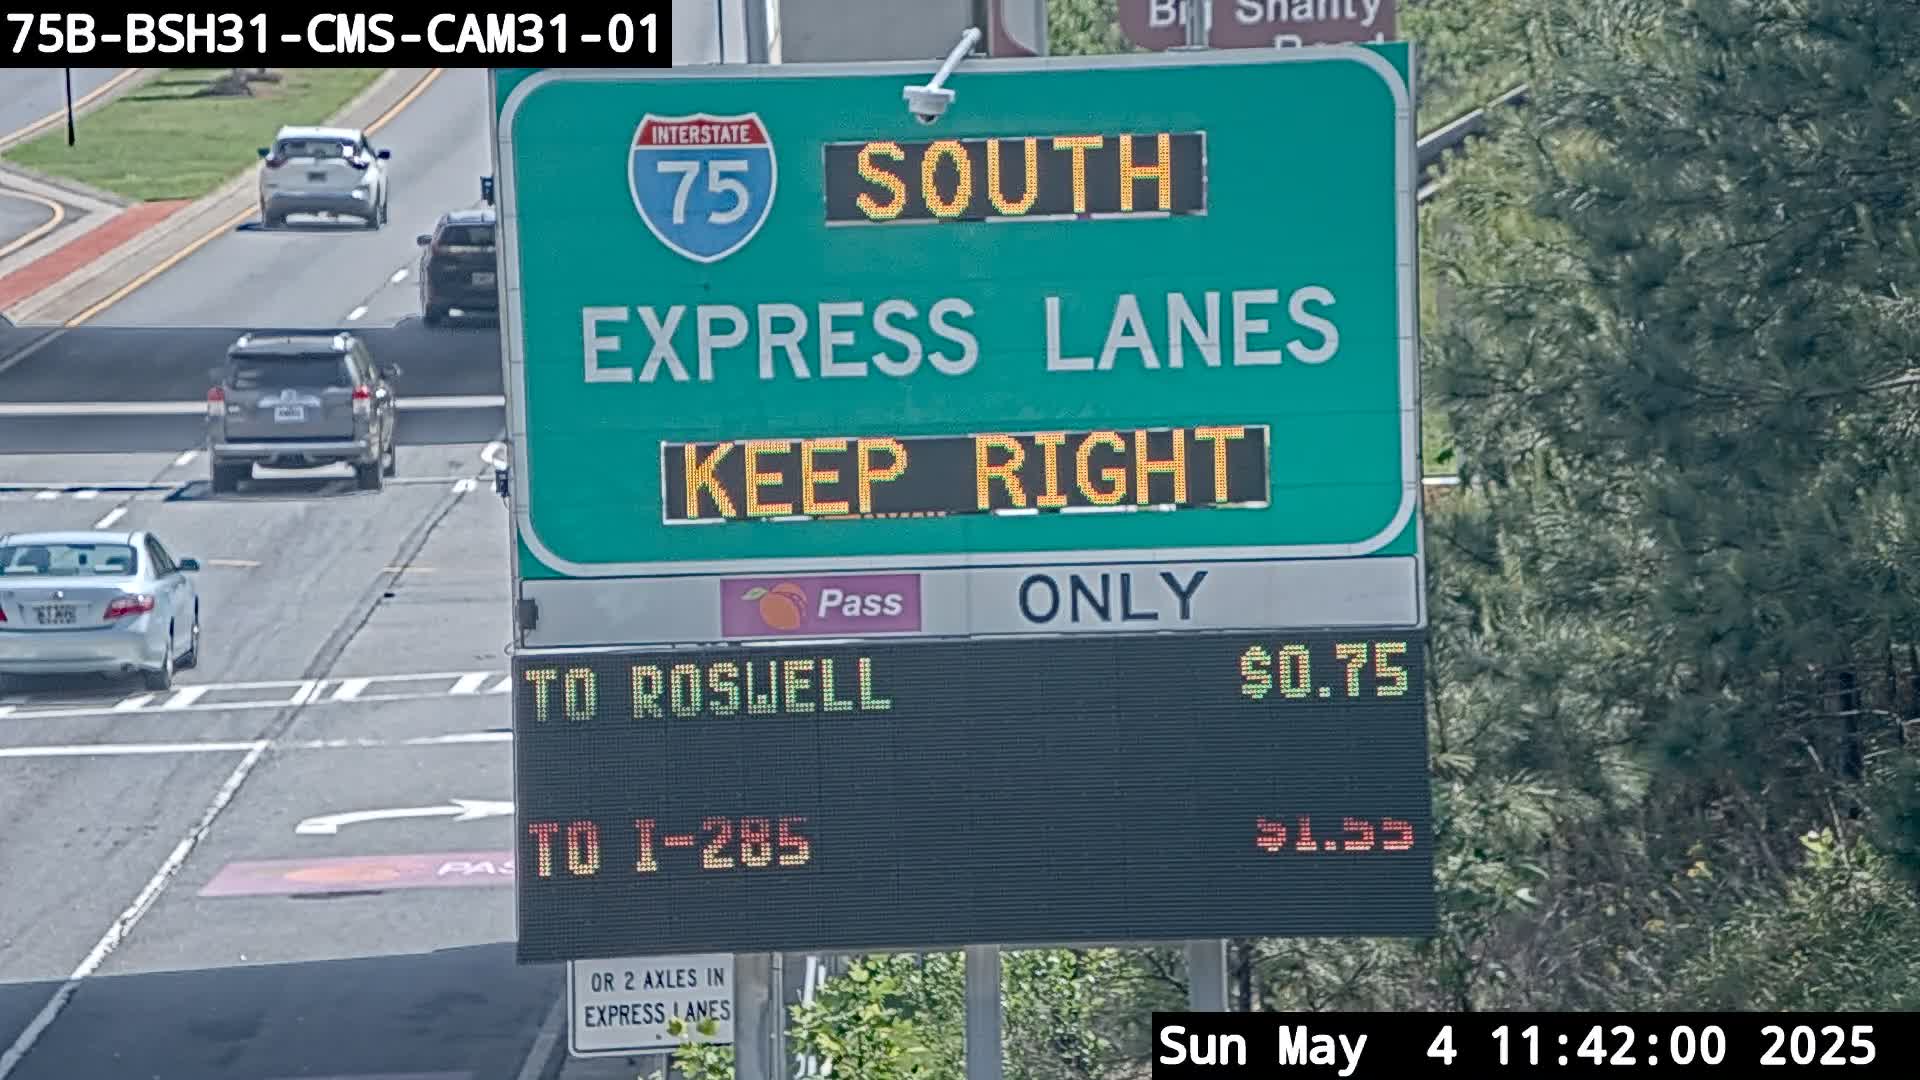 75B-BSH31-CMS-CAM31-01
Shanty
INTERSTATE
75
SOUTH
EXPRESS LANES
KEEP RIGHT
Pass ONLY
TO ROSWELL $0.75
TO I-285
OR 2 AXLES IN
EXPRESS LANES
Sun May 4 11:42:00 2025